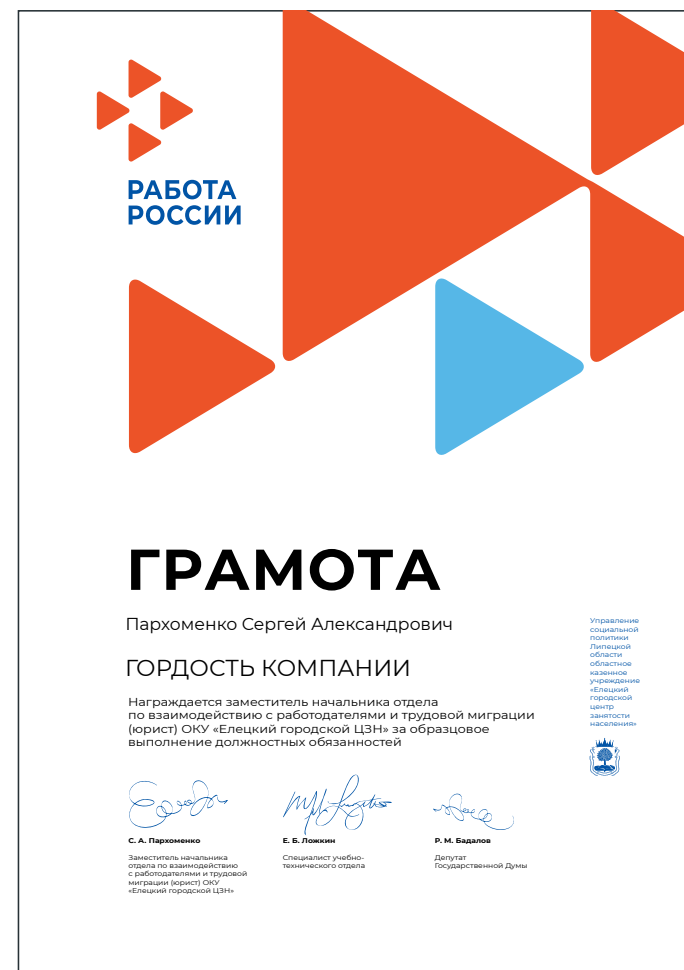 РАБОТА
РОССИИ
ГРАМОТА
Пархоменко Сергей Александрович
ГОРДОСТЬ КОМПАНИИ
Награждается заместитель начальника отдела
по взаимодействию с работодателями и трудовой миграции
(юрист) ОКУ «Елецкий городской ЦЗН» за образцовое
выполнение должностных обязанностей
Управление
социальной
политики
Липецкой
области
областное
казенное
учреждение
«Елецкий
городской
центр
занятости
населения»
С. А. Пархоменко
Заместитель начальника
отдела по взаимодействию
с работодателями и трудовой
миграции (юрист) ОКУ
«Елецкий городской ЦЗН»
Е. Б. Ложкин
Специалист учебно-
технического отдела
Р. М. Бадалов
Депутат
Государственной Думы